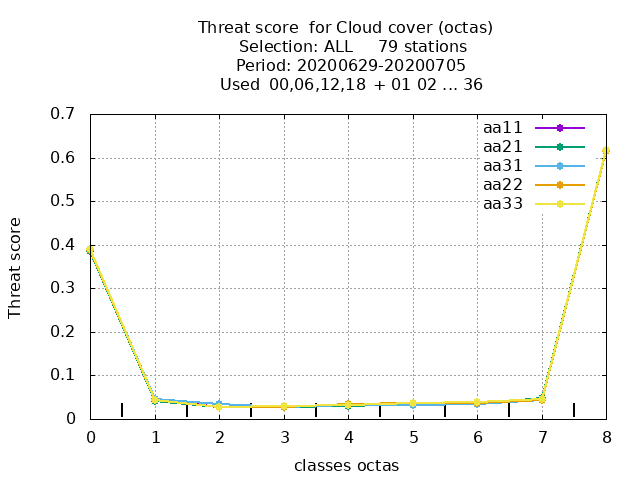 Threat score  for Cloud cover (octas)
Selection: ALL     79 stations
Period: 20200629-20200705
Used  00,06,12,18  + 01 02 ... 36
aa11
aa21
aa31
aa22
aa33
Threat score
0.7
0.6
0.5
0.4
0.3
0.2
0.1
0
0 1 2 3 4 5 6 7 8
classes octas